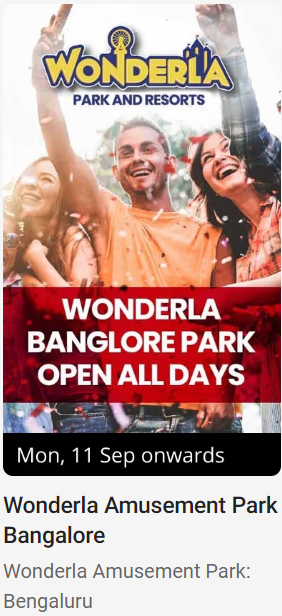 WONDERLA
PARK AND RESORTS
WONDERLA
BANGLORE PARK
OPEN ALL DAYS
Mon, 11 Sep onwards
Wonderla Amusement Park
Bangalore
Wonderla Amusement Park:
Bengaluru